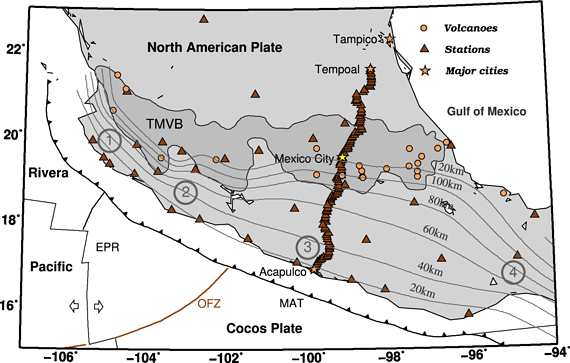 22˚
20˚
18˚
16˚
−106˚
−104˚
−102˚
−100˚
−98˚
−96˚
−94˚
North American Plate
Tampico
Tempoal
Volcanoes
Stations
Major cities
Gulf of Mexico
TMVB
Mexico City
1
2
3
4
120km
100km
80km
60km
40km
20km
Rivera
Pacific
EPR
OFZ
MAT
Acapulco
Cocos Plate